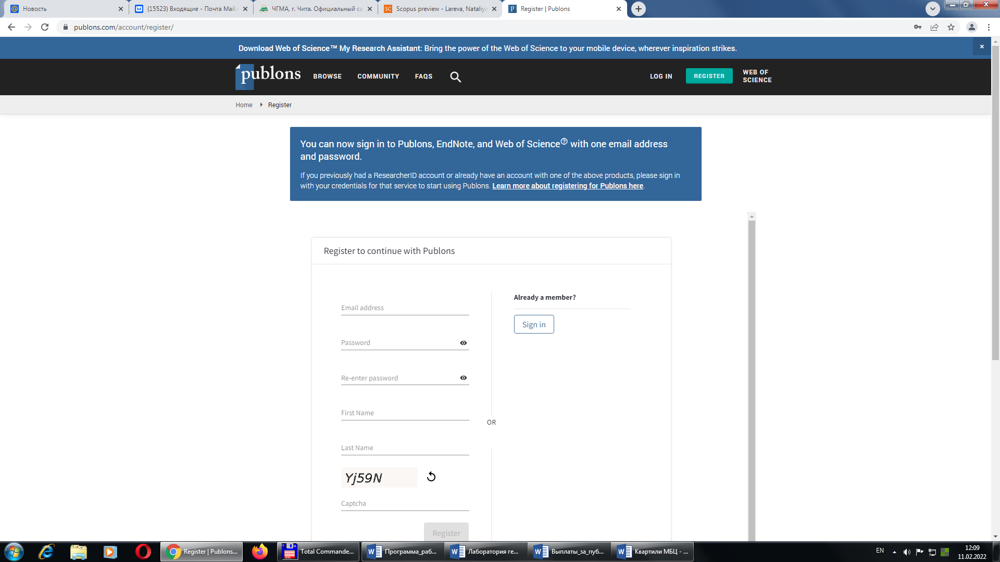 Новость
(15523) Входящие - Почта Mail.r
ЧГМА, г. Чита. Официальный са
Scopus preview - Lareva, Nataliya
Register | Publons
publons.com/account/register/
Download Web of Science™ My Research Assistant: Bring the power of the Web of Science to your mobile device, wherever inspiration strikes.
publons
BROWSE
COMMUNITY
FAQS
LOG IN
REGISTER
WEB OF
SCIENCE
Home
Register
You can now sign in to Publons, EndNote, and Web of Science with one email address
and password.
If you previously had a ResearcherID account or already have an account with one of the above products, please sign in
with your credentials for that service to start using Publons. Learn more about registering for Publons here.
Register to continue with Publons
Email address
Password
Re-enter password
First Name
Last Name
Yj59N
Captcha
Register
OR
Already a member?
Sign in
Register | Publons...
Total Commande...
Программа_раб...
Лаборатория ге...
Выплаты_за_пуб...
Квартили МБЦ - ...
EN
12:09
11.02.2022